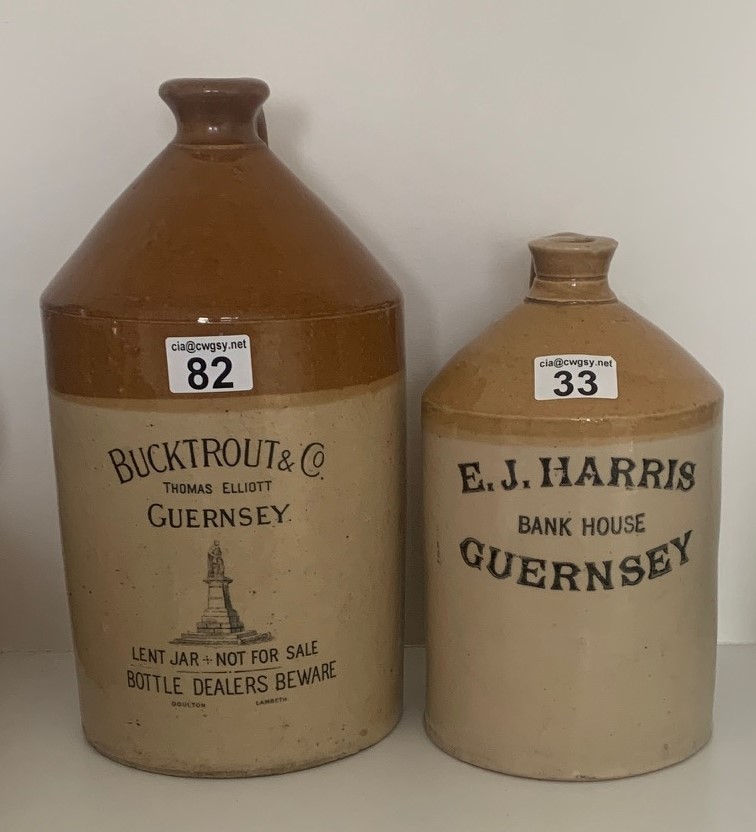 cia@cwgsy.net
82
BUCKTROUT & Co.
THOMAS ELLIOTT
GUERNSEY.
LENT JAR + NOT FOR SALE
BOTTLE DEALERS BEWARE
DOULTON LAMBETH
cia@cwgsy.net
33
E. J. HARRIS
BANK HOUSE
GUERNSEY